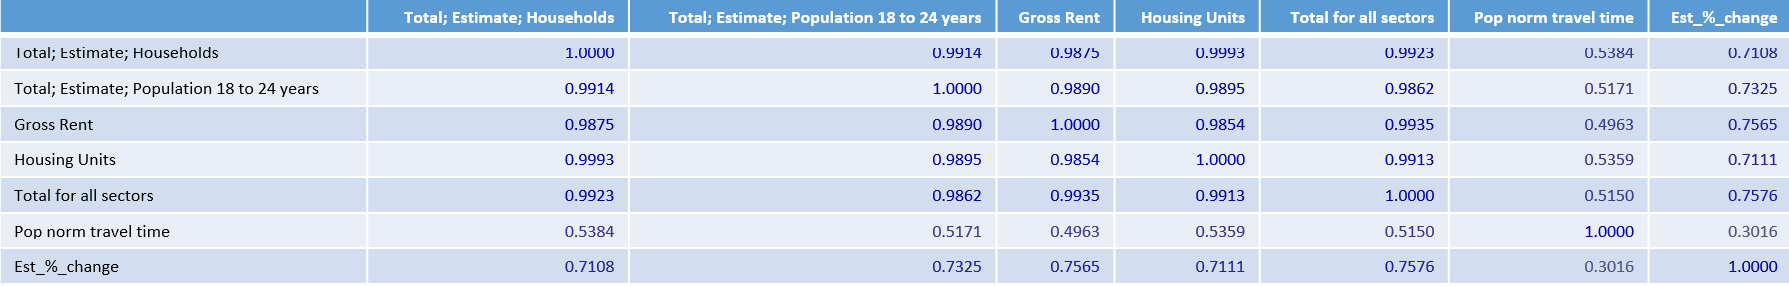 Total; Estimate; Households Total; Estimate; Population 18 to 24 years Gross Rent Housing Units Total for all sectors Pop norm travel time Est_%_change
Total; Estimate; Households 1.0000 0.9914 0.9875 0.9993 0.9923 0.5384 0.7108
Total; Estimate; Population 18 to 24 years 0.9914 1.0000 0.9890 0.9895 0.9862 0.5171 0.7325
Gross Rent 0.9875 0.9890 1.0000 0.9854 0.9935 0.4963 0.7565
Housing Units 0.9993 0.9895 0.9854 1.0000 0.9913 0.5359 0.7111
Total for all sectors 0.9923 0.9862 0.9935 0.9913 1.0000 0.5150 0.7576
Pop norm travel time 0.5384 0.5171 0.4963 0.5359 0.5150 1.0000 0.3016
Est_%_change 0.7108 0.7325 0.7565 0.7111 0.7576 0.3016 1.0000